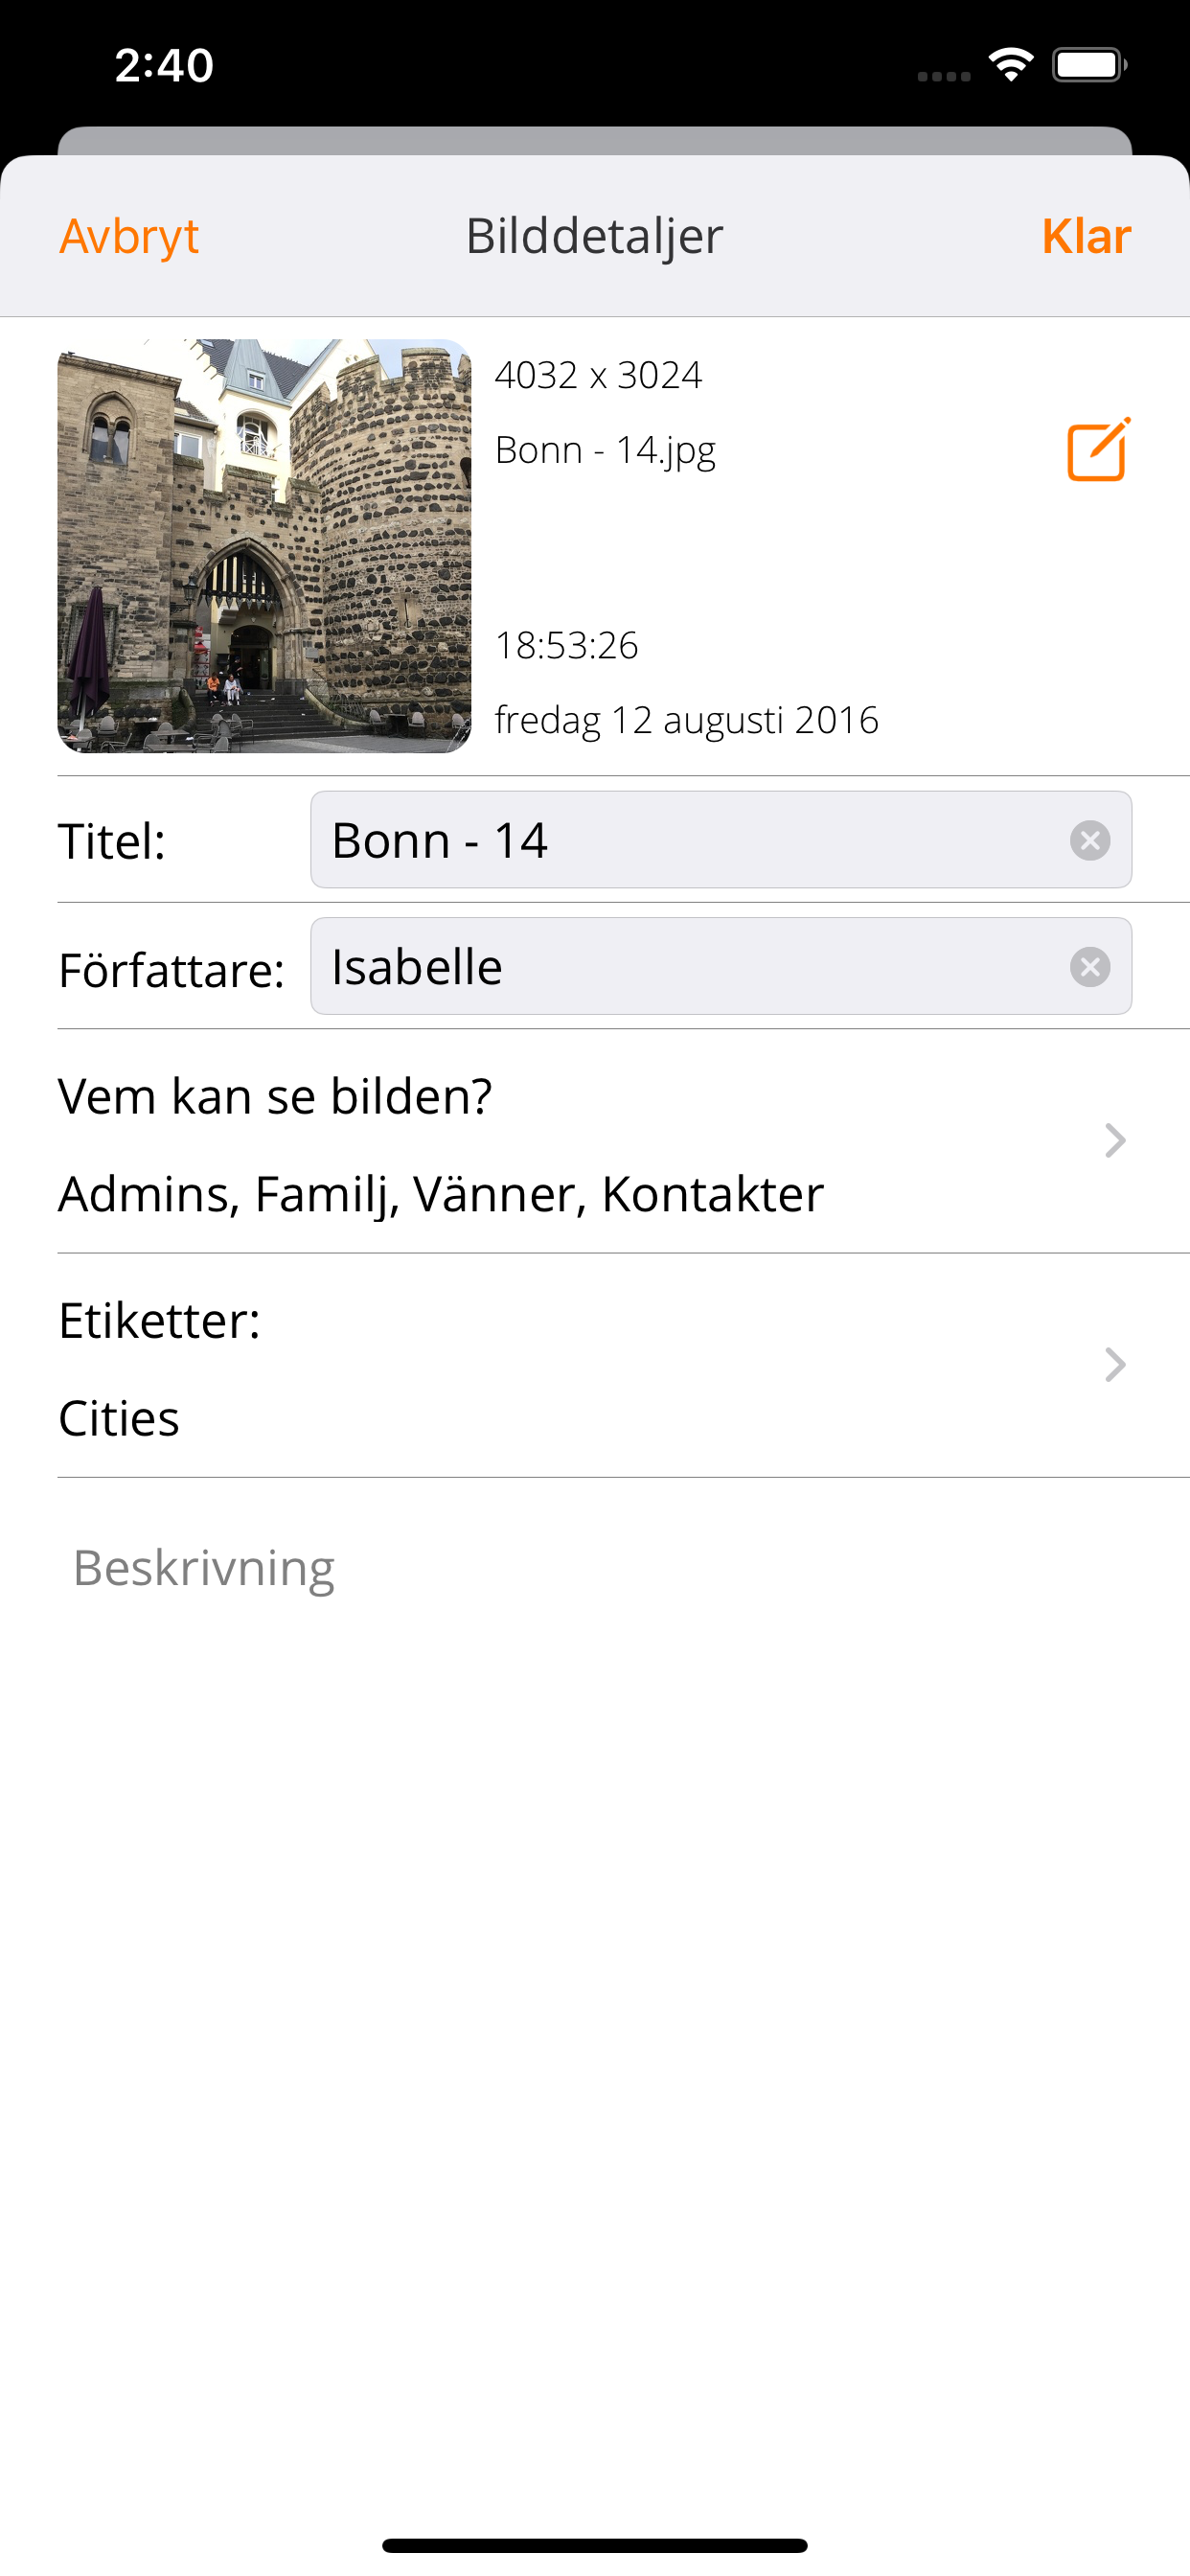 2:40
Avbryt Bilddetaljer Klar
4032 x 3024
Bonn - 14.jpg
18:53:26
fredag 12 augusti 2016
Titel: Bonn - 14
Författare: Isabelle
Vem kan se bilden?
Admins, Familj, Vänner, Kontakter
Etiketter:
Cities
Beskrivning